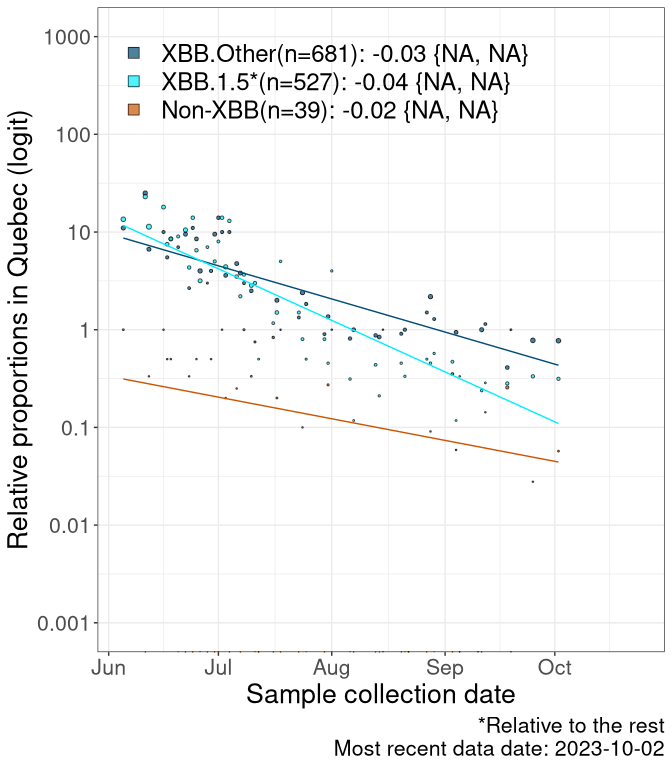 XBB.Other(n=681): -0.03 {NA, NA}
XBB.1.5*(n=527): -0.04 {NA, NA}
Non-XBB(n=39): -0.02 {NA, NA}
Relative proportions in Quebec (logit)
1000
100
10
1
0.1
0.01
0.001
Jun Jul Aug Sep Oct
Sample collection date
*Relative to the rest
Most recent data date: 2023-10-02